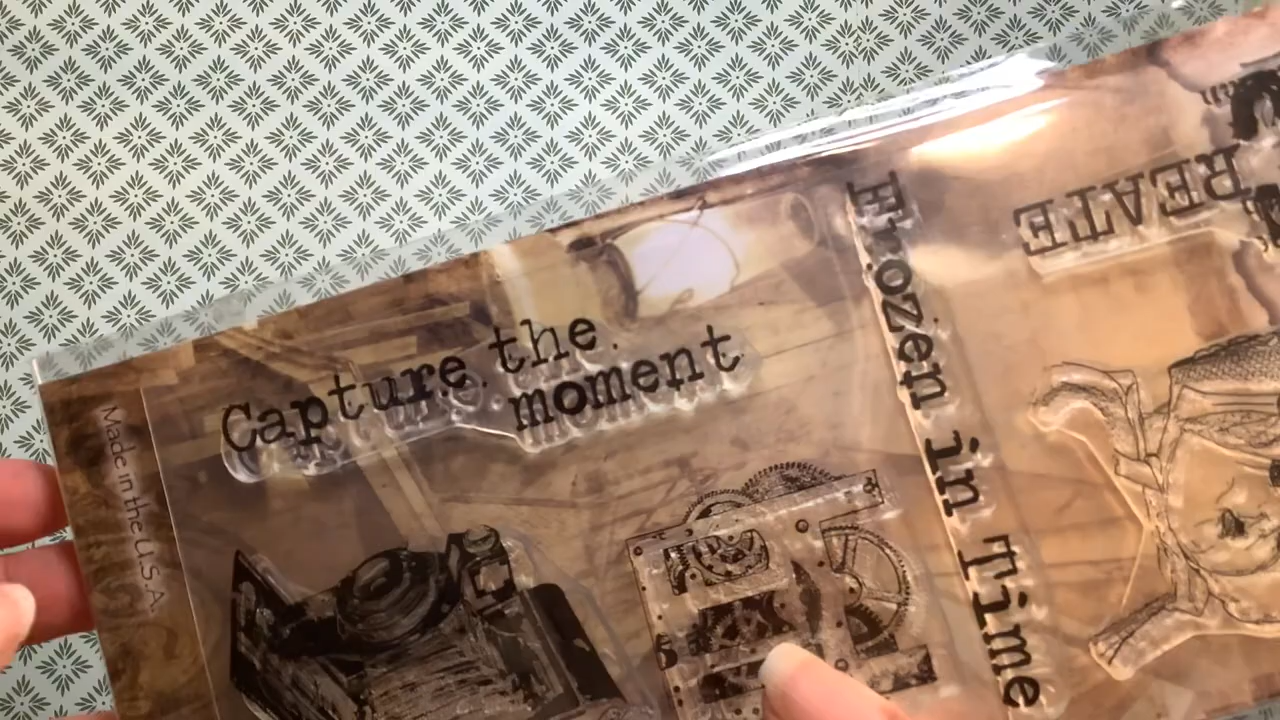 Capture the
moment
Frozen in Time
REATE
Made in the U.S.A.